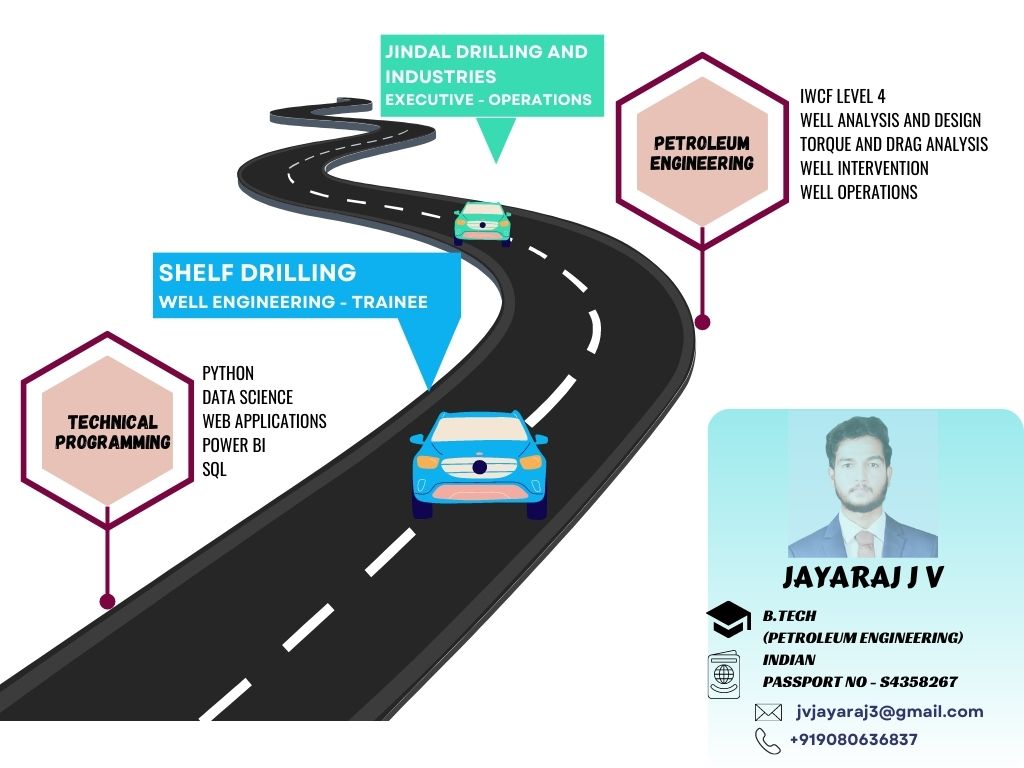 JINDAL DRILLING AND
INDUSTRIES
EXECUTIVE - OPERATIONS
PETROLEUM
ENGINEERING
IWCF LEVEL 4
WELL ANALYSIS AND DESIGN
TORQUE AND DRAG ANALYSIS
WELL INTERVENTION
WELL OPERATIONS
SHELF DRILLING
WELL ENGINEERING - TRAINEE
TECHNICAL
PROGRAMMING
PYTHON
DATA SCIENCE
WEB APPLICATIONS
POWER BI
SQL
JAYARAJ J V
B.TECH
(PETROLEUM ENGINEERING)
INDIAN
PASSPORT NO - S4358267
jvjayaraj3@gmail.com
+919080636837